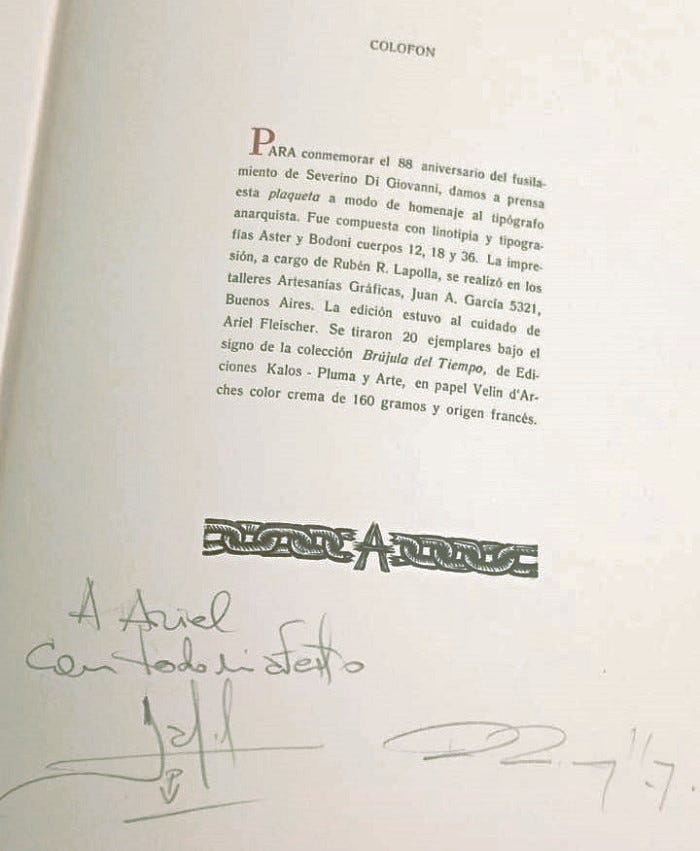 COLOFON
PARA conmemorar el 88 aniversario del fusila-
miento de Severino Di Giovanni, damos a prensa
esta plaqueta a modo de homenaje al tipógrafo
anarquista. Fue compuesta con linotipia y tipogra-
fías Aster y Bodoni cuerpos 12, 18 y 36. La impre-
sión, a cargo de Rubén R. Lapolla, se realizó en los
talleres Artesanías Gráficas, Juan A. García 5321,
Buenos Aires. La edición estuvo al cuidado de
Ariel Fleischer. Se tiraron 20 ejemplares bajo el
signo de la colección Brújula del Tiempo, de Edi-
ciones Kalos - Pluma y Arte, en papel Velin d'Ar-
ches color crema de 160 gramos y origen francés.
A
A Ariel
Con todo mi afecto